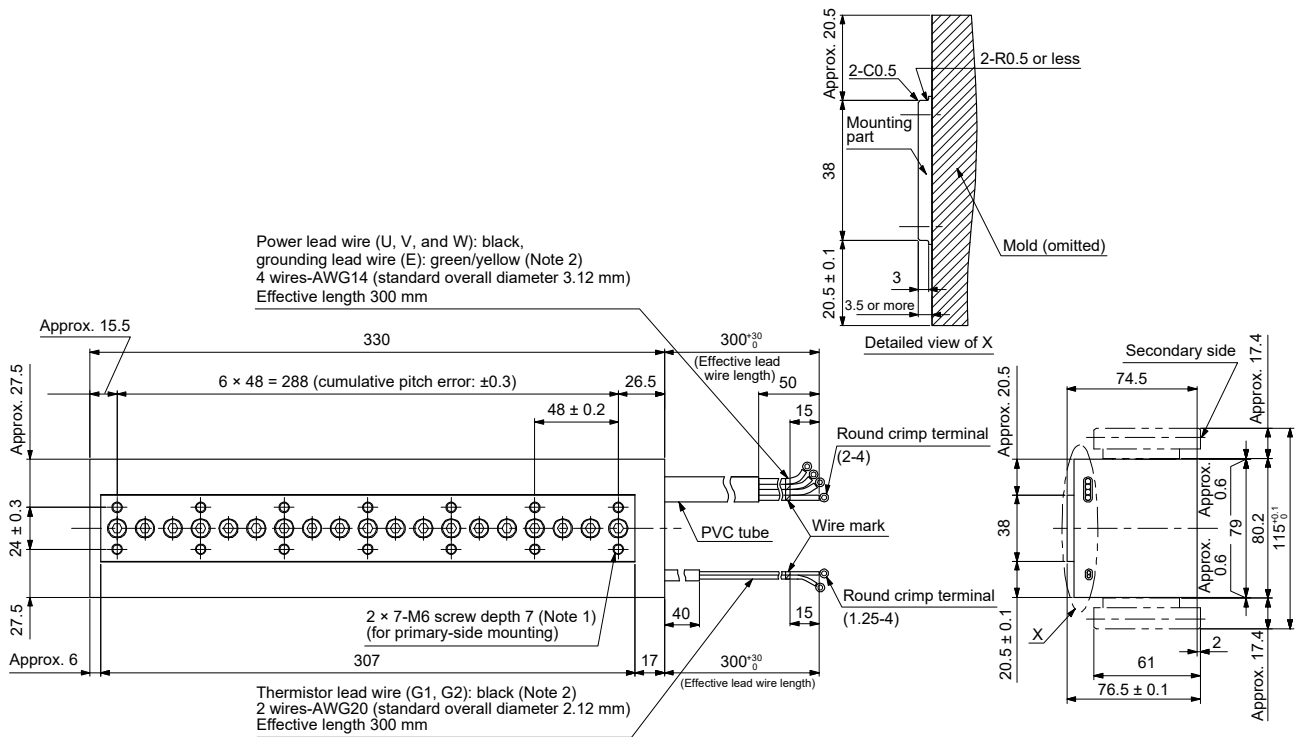 Approx. 20.5
2-C0.5
2-R0.5 or less
Mounting
part
38
Mold (omitted)
20.5 ± 0.1
3
3.5 or more
Detailed view of X
Power lead wire (U, V, and W): black,
grounding lead wire (E): green/yellow (Note 2)
4 wires-AWG14 (standard overall diameter 3.12 mm)
Effective length 300 mm
Approx. 15.5
330
300+30 0
(Effective lead
wire length)
6 × 48 = 288 (cumulative pitch error: ±0.3)
26.5
50
48 ± 0.2
15
Approx. 27.5
24 ± 0.3
27.5
Round crimp terminal
(2-4)
PVC tube
Wire mark
2 × 7-M6 screw depth 7 (Note 1)
(for primary-side mounting)
40
15
Round crimp terminal
(1.25-4)
Approx. 6
307
17
300+30 0
(Effective lead wire length)
Thermistor lead wire (G1, G2): black (Note 2)
2 wires-AWG20 (standard overall diameter 2.12 mm)
Effective length 300 mm
Secondary side
74.5
Approx. 17.4
Approx. 20.5
38
20.5 ± 0.1
Approx.
0.6
Approx.
0.6
79
80.2
115+0.1 0
X
2
61
76.5 ± 0.1
Approx. 17.4